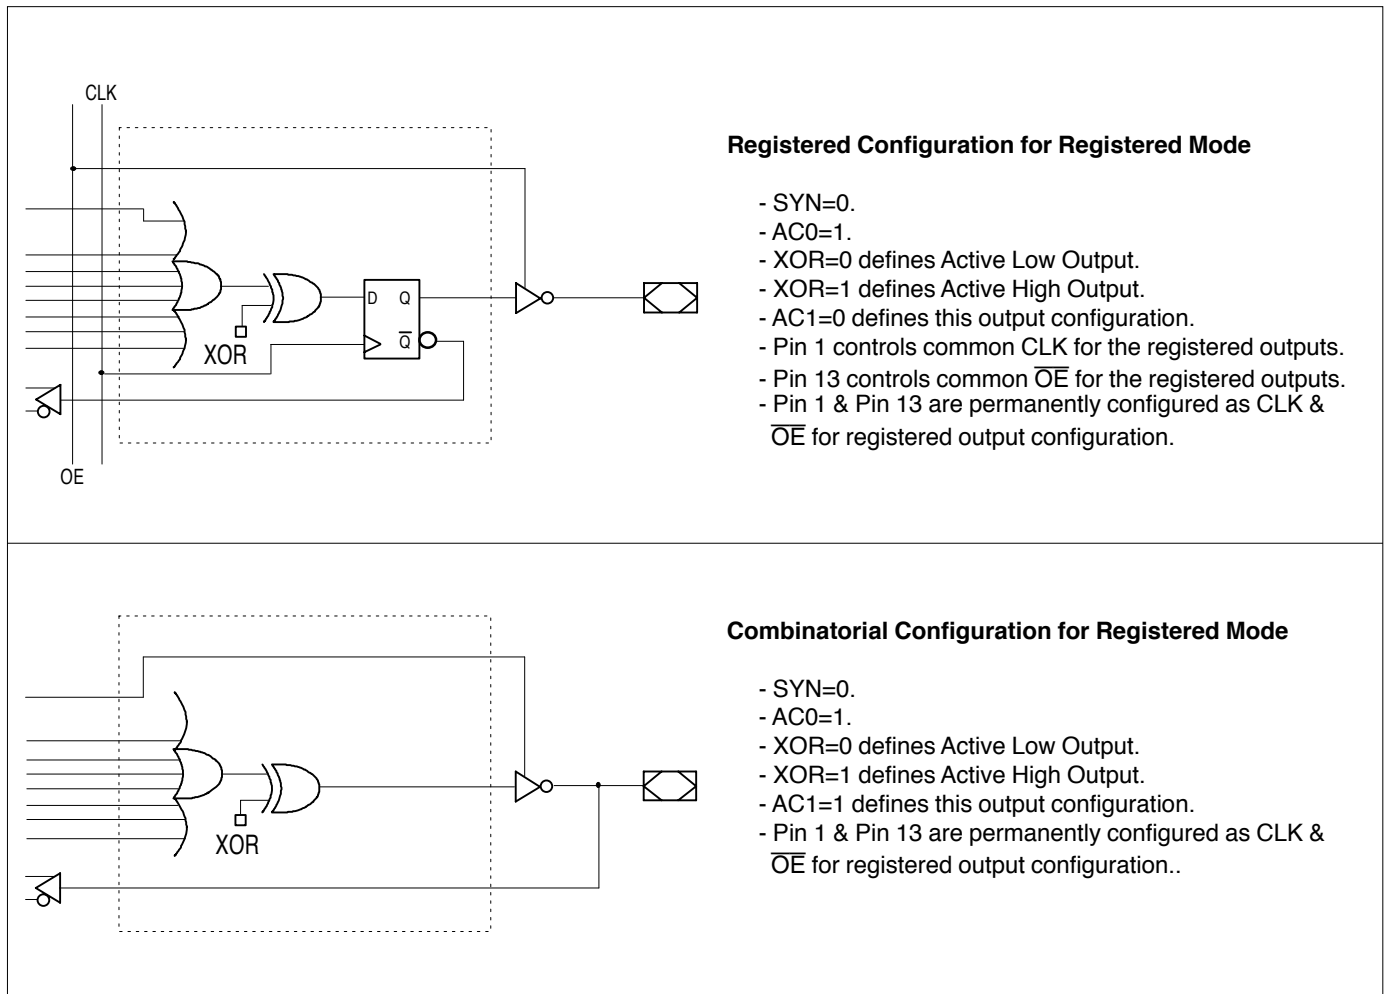 CLK
D Q
Q̅
XOR
OE
Registered Configuration for Registered Mode
- SYN=0.
- AC0=1.
- XOR=0 defines Active Low Output.
- XOR=1 defines Active High Output.
- AC1=0 defines this output configuration.
- Pin 1 controls common CLK for the registered outputs.
- Pin 13 controls common O̅E̅ for the registered outputs.
- Pin 1 & Pin 13 are permanently configured as CLK &
O̅E̅ for registered output configuration.
XOR
Combinatorial Configuration for Registered Mode
- SYN=0.
- AC0=1.
- XOR=0 defines Active Low Output.
- XOR=1 defines Active High Output.
- AC1=1 defines this output configuration.
- Pin 1 & Pin 13 are permanently configured as CLK &
O̅E̅ for registered output configuration..